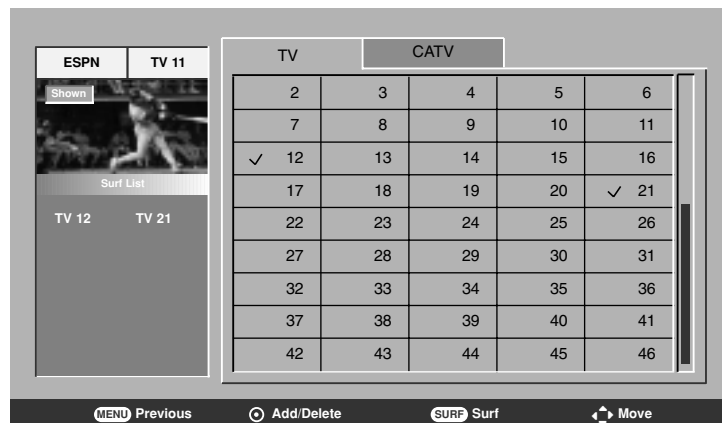 ESPN TV 11
Shown
Surf List
TV 12 TV 21
TV CATV
2 3 4 5 6
7 8 9 10 11
12 13 14 15 16
17 18 19 20 21
22 23 24 25 26
27 28 29 30 31
32 33 34 35 36
37 38 39 40 41
42 43 44 45 46
MENU Previous Add/Delete SURF Surf Move